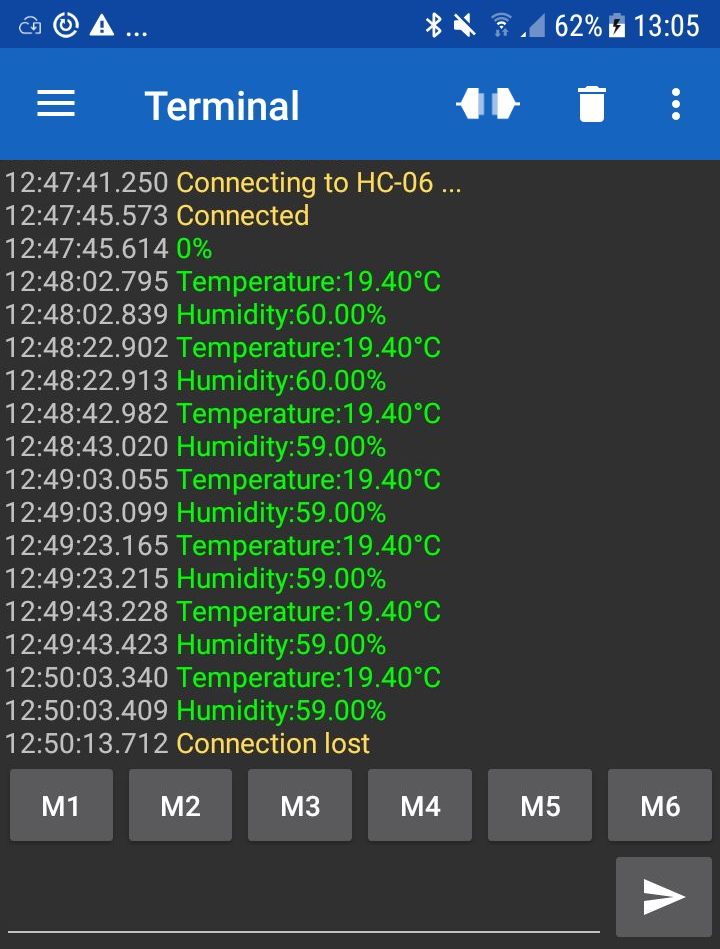 ... 62% 13:05
Terminal
12:47:41.250 Connecting to HC-06 ...
12:47:45.573 Connected
12:47:45.614 0%
12:48:02.795 Temperature:19.40°C
12:48:02.839 Humidity:60.00%
12:48:22.902 Temperature:19.40°C
12:48:22.913 Humidity:60.00%
12:48:42.982 Temperature:19.40°C
12:48:43.020 Humidity:59.00%
12:49:03.055 Temperature:19.40°C
12:49:03.099 Humidity:59.00%
12:49:23.165 Temperature:19.40°C
12:49:23.215 Humidity:59.00%
12:49:43.228 Temperature:19.40°C
12:49:43.423 Humidity:59.00%
12:50:03.340 Temperature:19.40°C
12:50:03.409 Humidity:59.00%
12:50:13.712 Connection lost
M1 M2 M3 M4 M5 M6